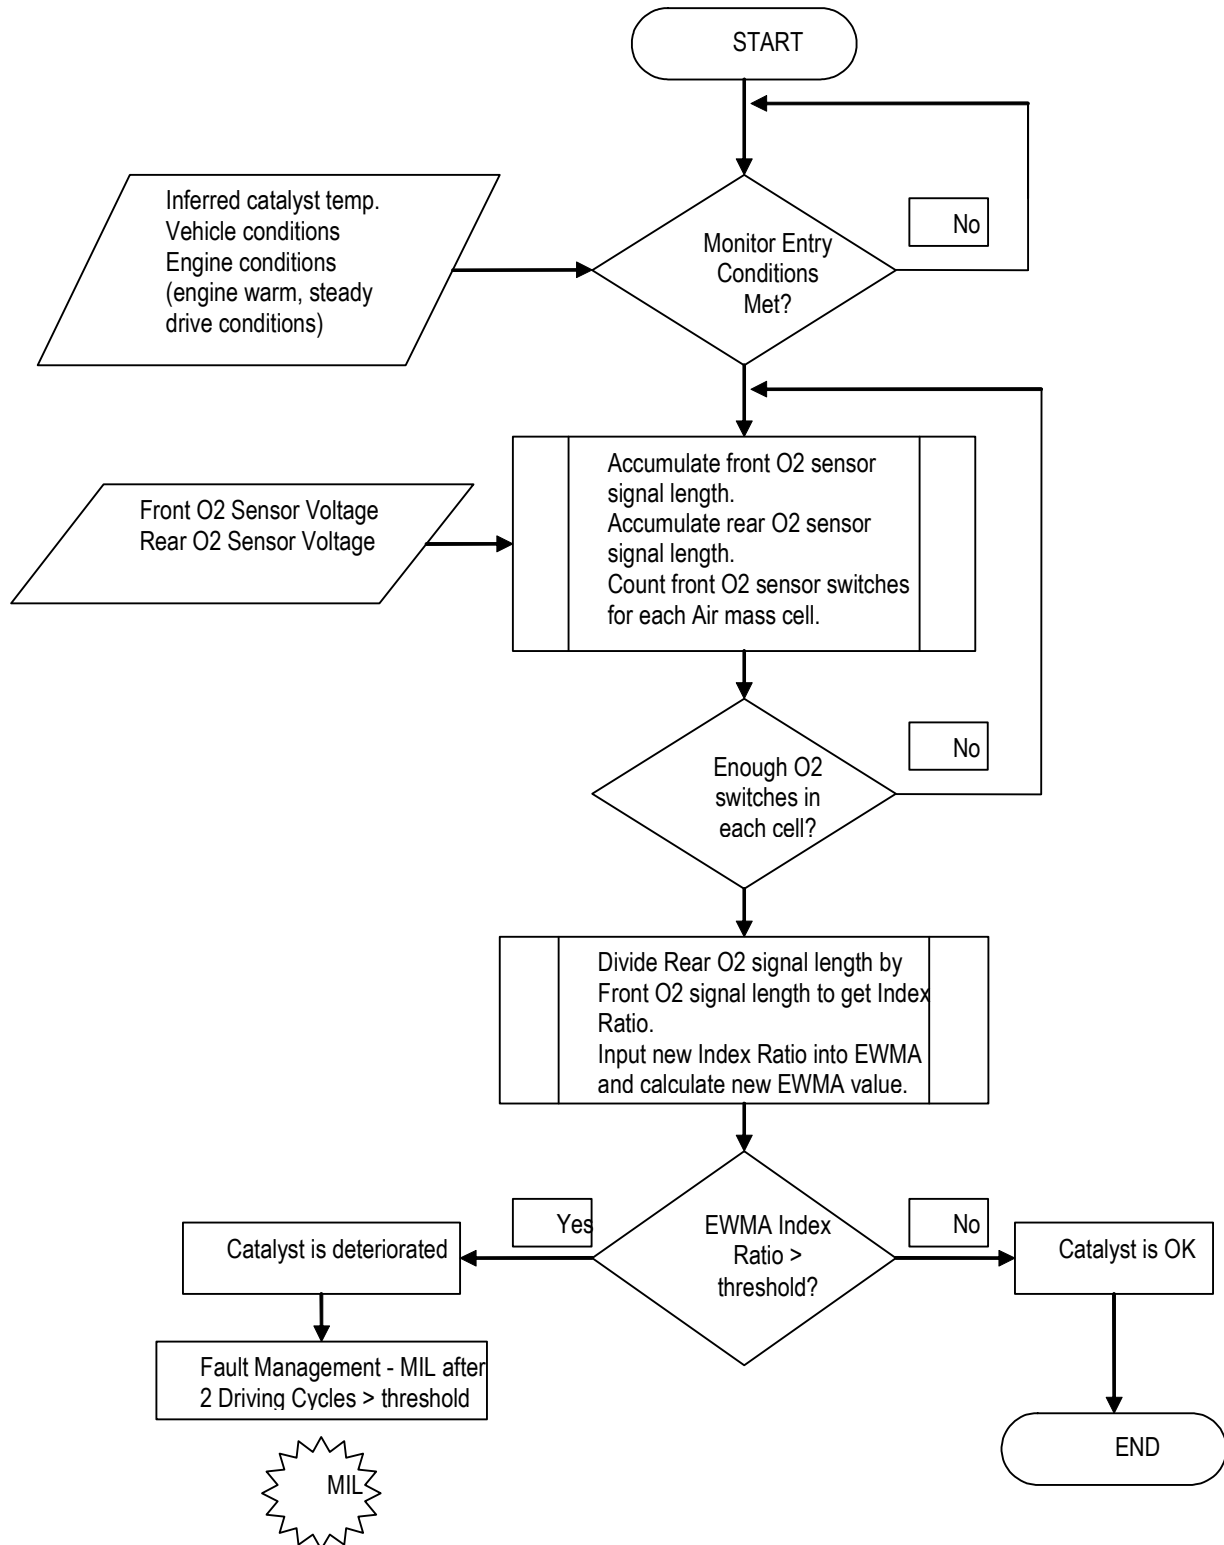 START
No
Inferred catalyst temp.
Vehicle conditions
Engine conditions
(engine warm, steady
drive conditions)
Monitor Entry
Conditions
Met?
Front O2 Sensor Voltage
Rear O2 Sensor Voltage
Accumulate front O2 sensor
signal length.
Accumulate rear O2 sensor
signal length.
Count front O2 sensor switches
for each Air mass cell.
No
Enough O2
switches in
each cell?
Divide Rear O2 signal length by
Front O2 signal length to get Index
Ratio.
Input new Index Ratio into EWMA
and calculate new EWMA value.
Yes
EWMA Index
Ratio >
threshold?
No
Catalyst is deteriorated
Catalyst is OK
Fault Management - MIL after
2 Driving Cycles > threshold
END
MIL